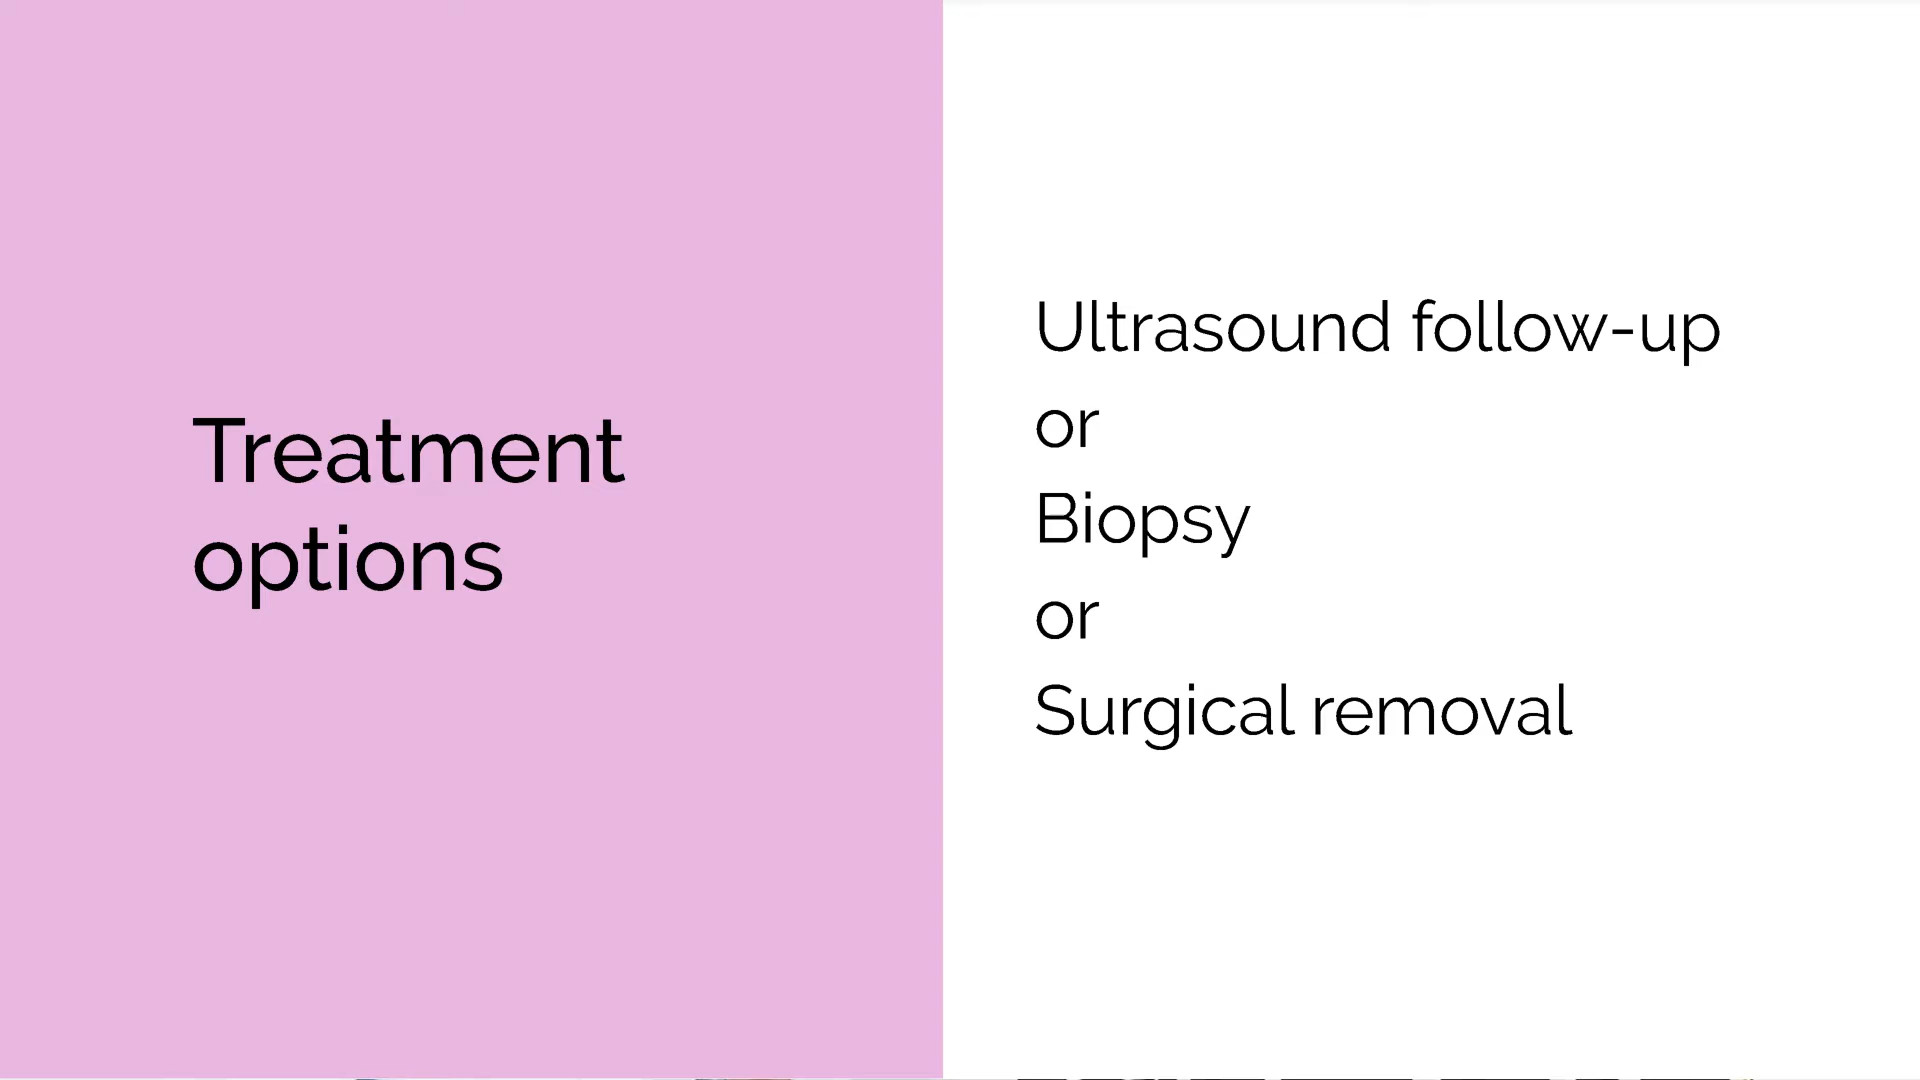 Treatment
options
Ultrasound follow-up
or
Biopsy
or
Surgical removal